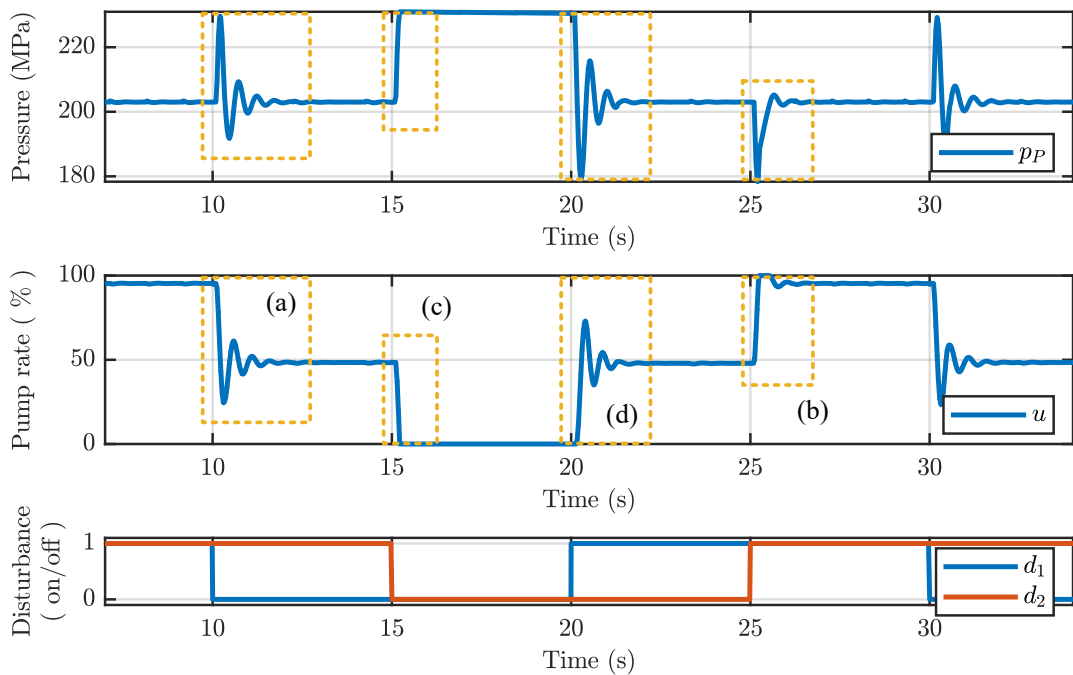 Pressure (MPa)
220
200
180
p_P
10 15 20 25 30
Time (s)
Pump rate ( % )
100
50
0
(a) (c) (d) (b)
u
10 15 20 25 30
Time (s)
Disturbance
( on/off )
1
0
d_1
d_2
10 15 20 25 30
Time (s)